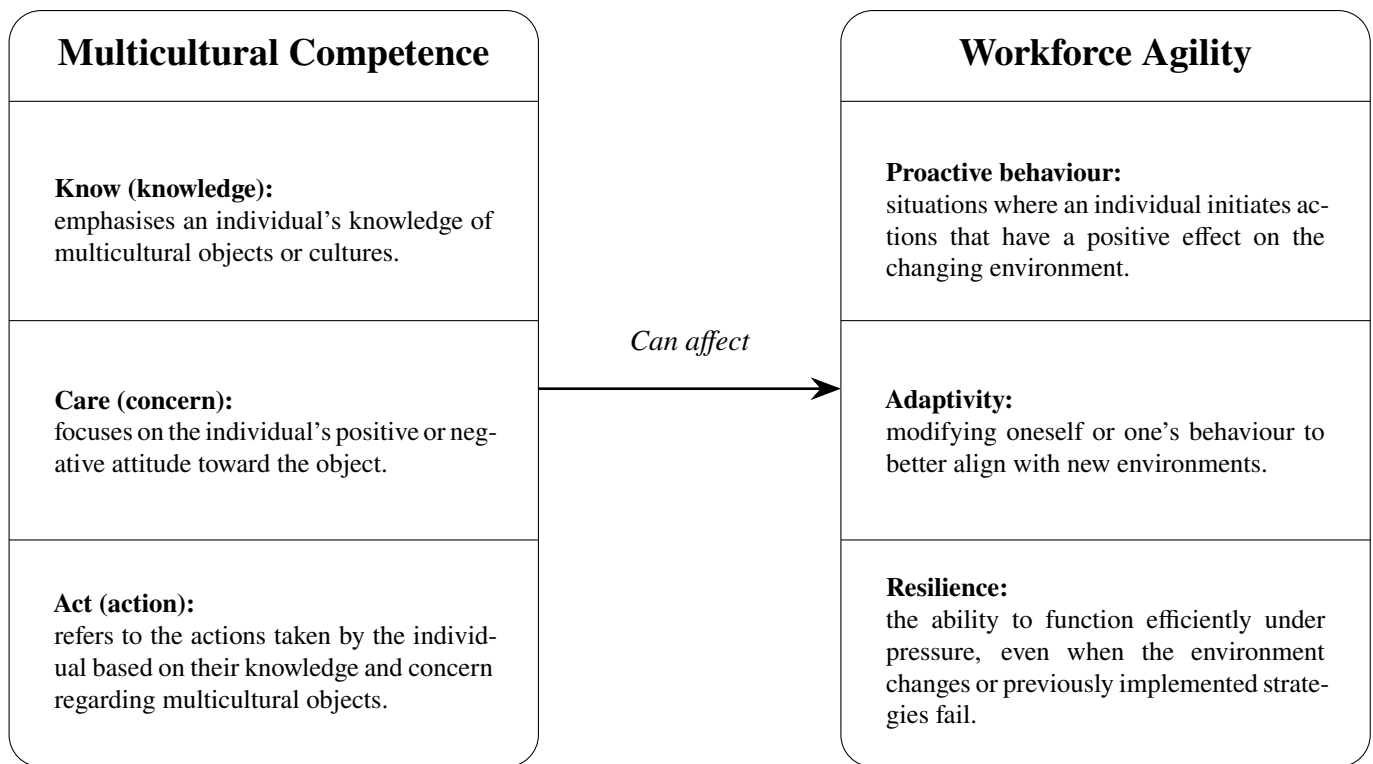 Multicultural Competence
Know (knowledge):
emphasises an individual’s knowledge of
multicultural objects or cultures.
Care (concern):
focuses on the individual’s positive or neg-
ative attitude toward the object.
Act (action):
refers to the actions taken by the individ-
ual based on their knowledge and concern
regarding multicultural objects.
Can affect
Workforce Agility
Proactive behaviour:
situations where an individual initiates ac-
tions that have a positive effect on the
changing environment.
Adaptivity:
modifying oneself or one’s behaviour to
better align with new environments.
Resilience:
the ability to function efficiently under
pressure, even when the environment
changes or previously implemented strate-
gies fail.